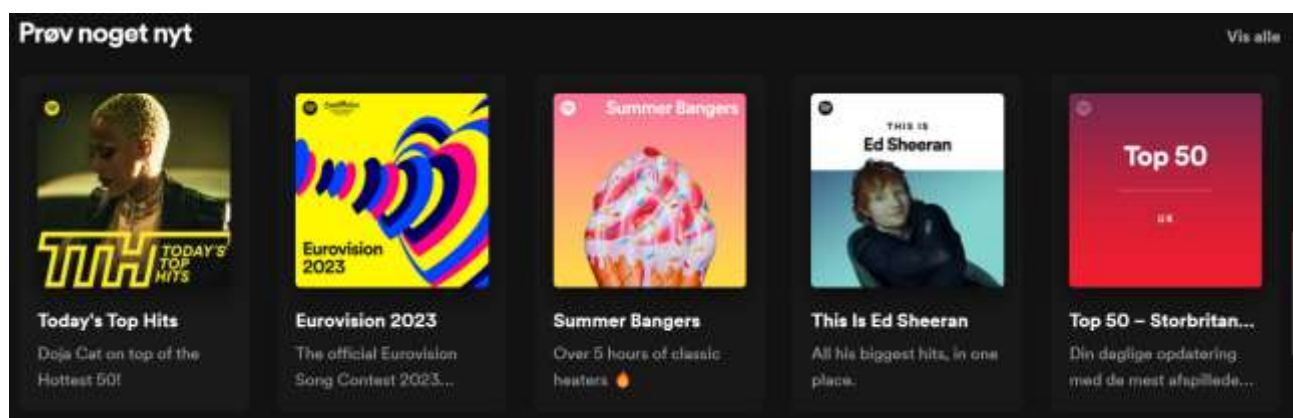 Prøv noget nyt
Vis alle
TTH TODAY'S
TOP
HITS
Eurovision
2023
Summer Bangers
THIS IS
Ed Sheeran
Top 50
UK
Today's Top Hits
Doja Cat on top of the
Hottest 50!
Eurovision 2023
The official Eurovision
Song Contest 2023...
Summer Bangers
Over 5 hours of classic
heaters 🔥
This Is Ed Sheeran
All his biggest hits, in one
place.
Top 50 – Storbritan...
Din daglige opdatering
med de mest afspillede...